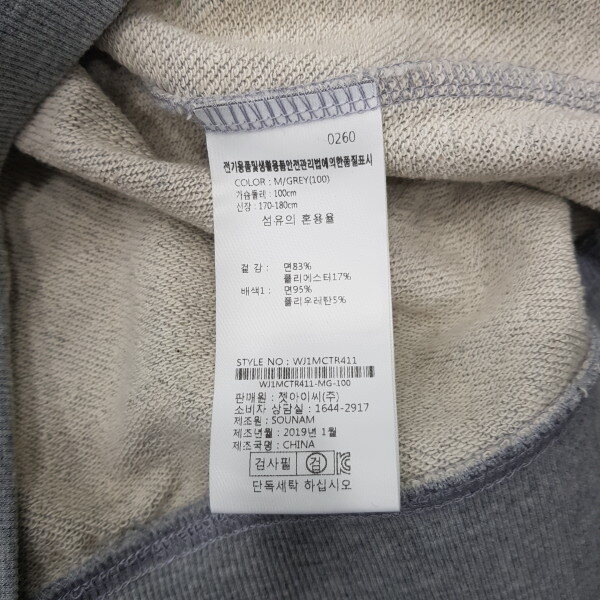 0260
전기용품및생활용품안전관리법에의한품질표시
COLOR : M/GREY(100)
가슴둘레 : 100cm
신장 : 170-180cm
섬유의 혼용율
겉 감 : 면83%
폴리에스터17%
배색1 : 면95%
폴리우레탄5%
STYLE NO : WJ1MCTR411
WJ1MCTR411-MG-100
판매원 : 젯아이씨(주)
소비자 상담실 : 1644-2917
제조원 : SOUNAM
제조년월 : 2019년 1월
제조국명 : CHINA
검사필 검
단독세탁 하십시오